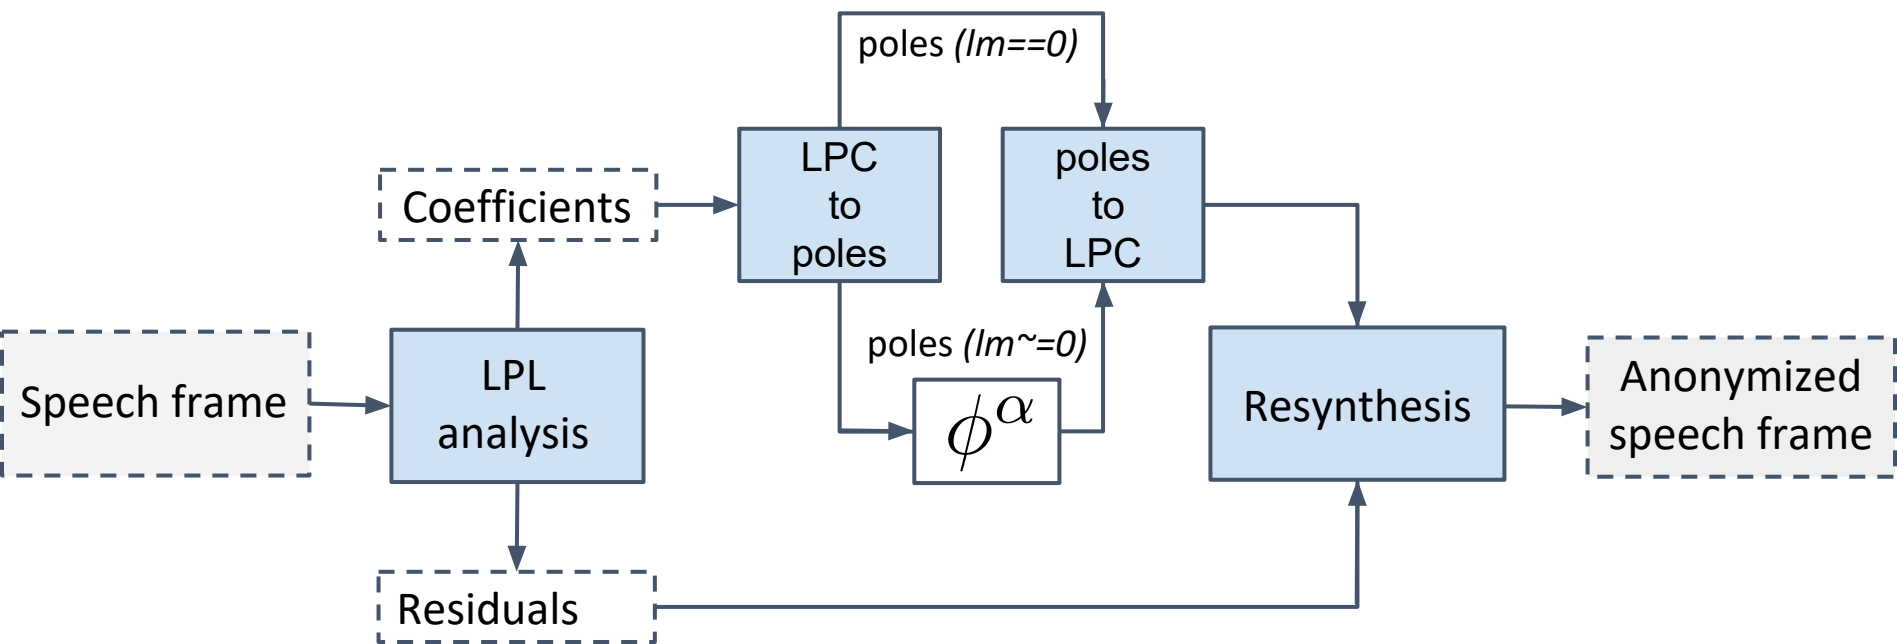 poles (Im==0)
LPC
to
poles
poles
to
LPC
Coefficients
poles (Im~=0)
Speech frame
LPL
analysis
ϕ^α
Resynthesis
Anonymized
speech frame
Residuals